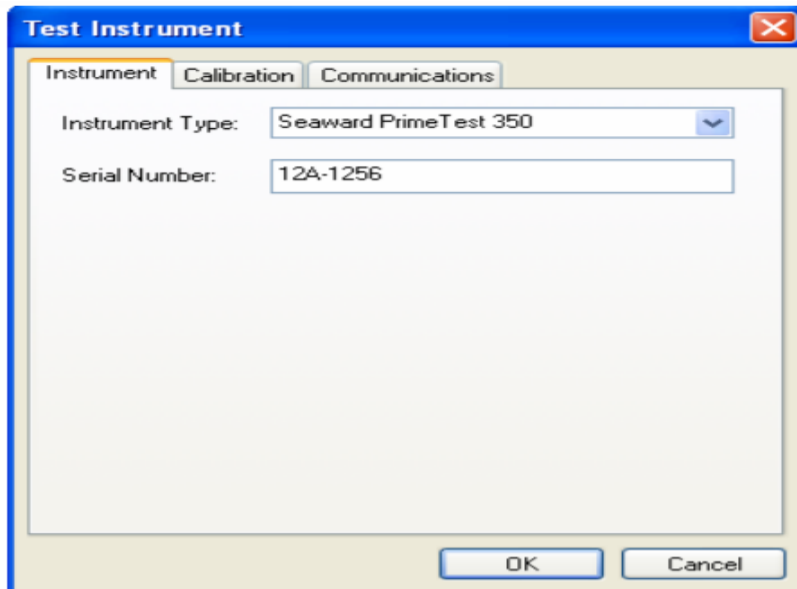 Test Instrument
Instrument Calibration Communications
Instrument Type: Seaward PrimeTest 350
Serial Number: 12A-1256
OK Cancel